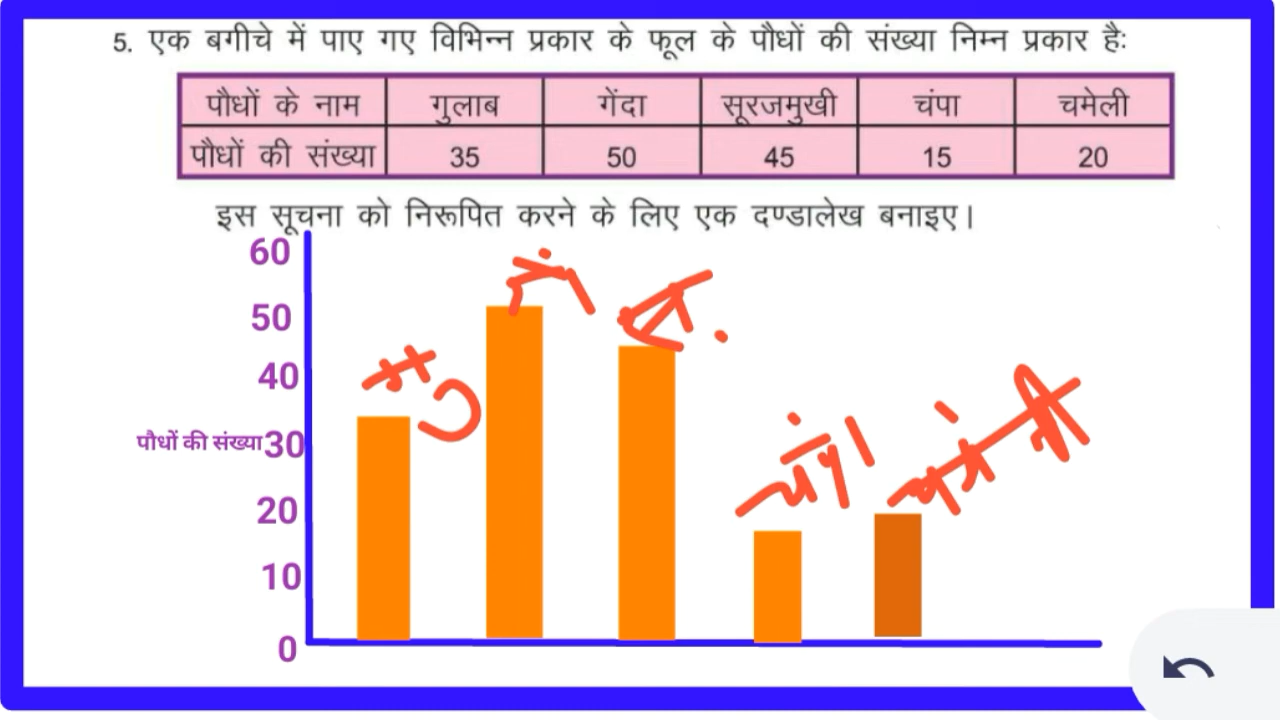 5. एक बगीचे में पाए गए विभिन्न प्रकार के फूल के पौधों की संख्या निम्न प्रकार है:
पौधों के नाम गुलाब गेंदा सूरजमुखी चंपा चमेली
पौधों की संख्या 35 50 45 15 20
इस सूचना को निरूपित करने के लिए एक दण्डालेख बनाइए।
60
50
40
पौधों की संख्या 30
20
10
0